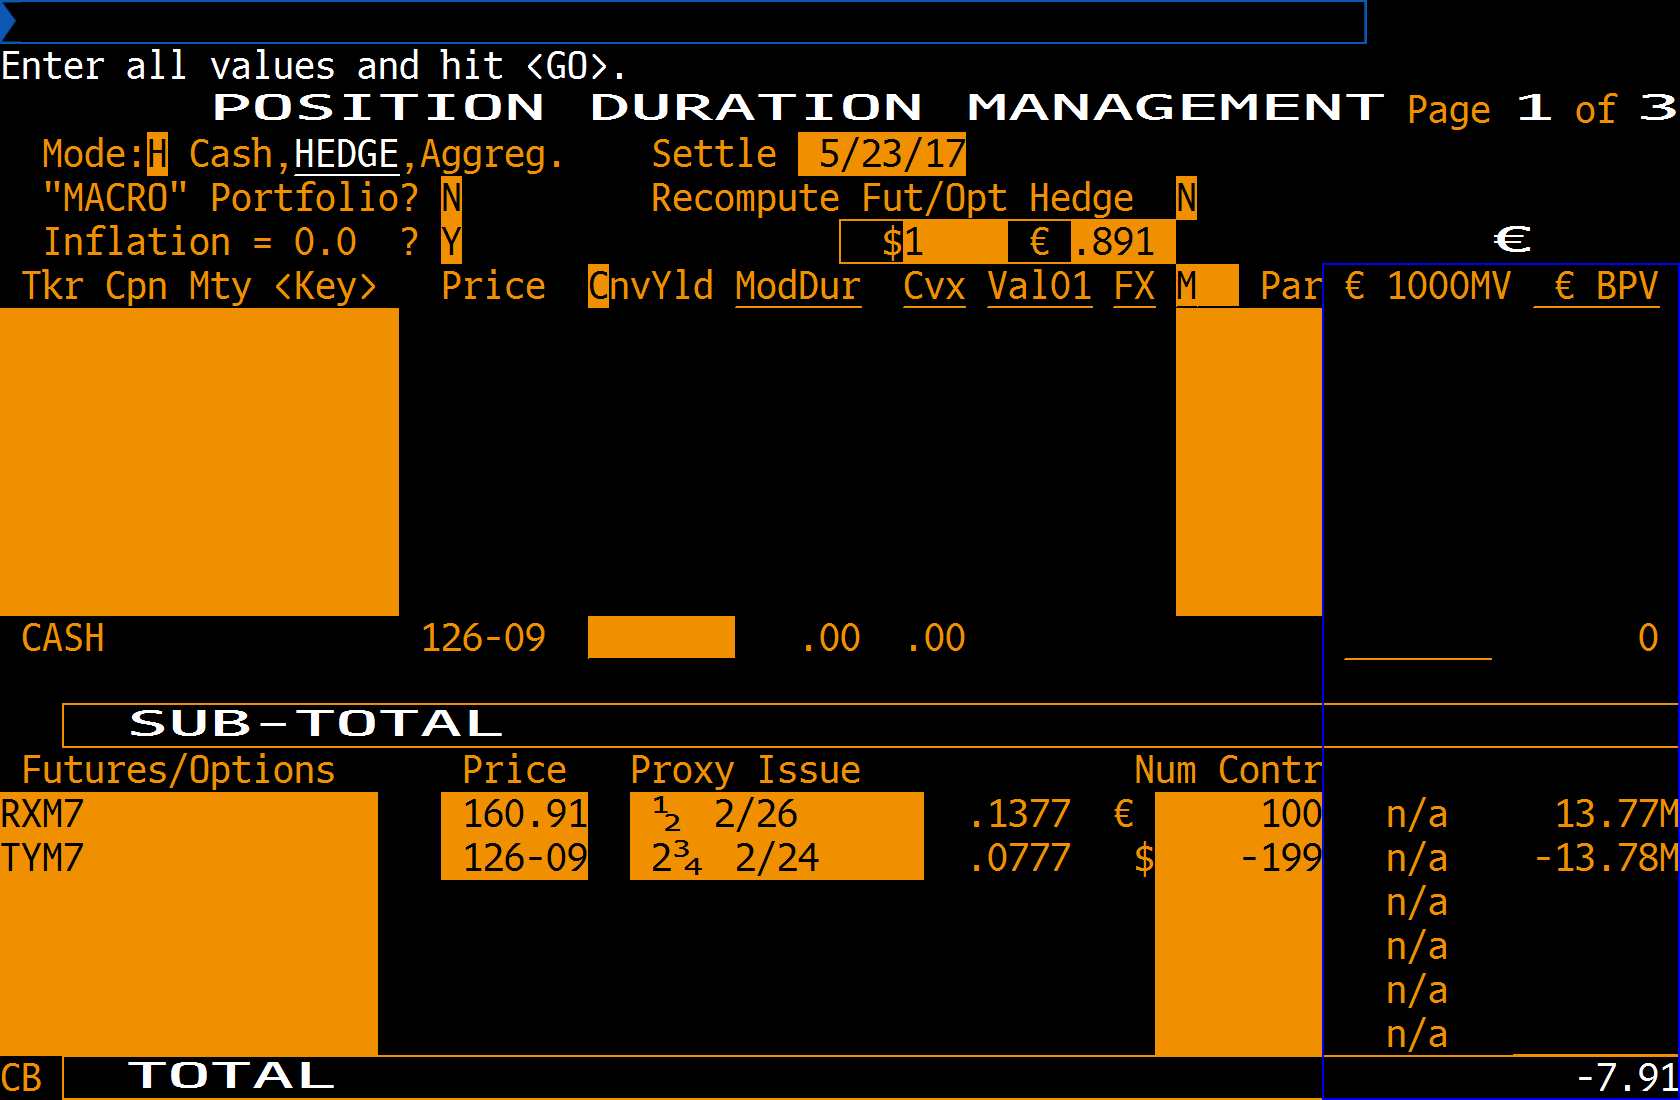 Enter all values and hit <GO>.
POSITION DURATION MANAGEMENT Page 1 of 3
Mode:H Cash,HEDGE,Aggreg. Settle 5/23/17
"MACRO" Portfolio? N Recompute Fut/Opt Hedge N
Inflation = 0.0 ? Y $1 € .891 €
Tkr Cpn Mty <Key> Price CnvYld ModDur Cvx Val01 FX M Par € 1000MV € BPV
CASH 126-09 .00 .00 0
SUB-TOTAL
Futures/Options Price Proxy Issue Num Contr
RXM7 160.91 ½ 2/26 .1377 € 100 n/a 13.77M
TYM7 126-09 2¾ 2/24 .0777 $ -199 n/a -13.78M
n/a
n/a
n/a
n/a
CB TOTAL -7.91